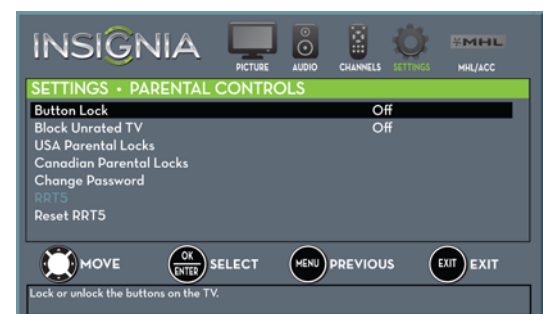 INSIGNIA
PICTURE AUDIO CHANNELS SETTINGS MHL MHL/ACC
SETTINGS • PARENTAL CONTROLS
Button Lock Off
Block Unrated TV Off
USA Parental Locks
Canadian Parental Locks
Change Password
RRT5
Reset RRT5
MOVE OK ENTER SELECT MENU PREVIOUS EXIT EXIT
Lock or unlock the buttons on the TV.